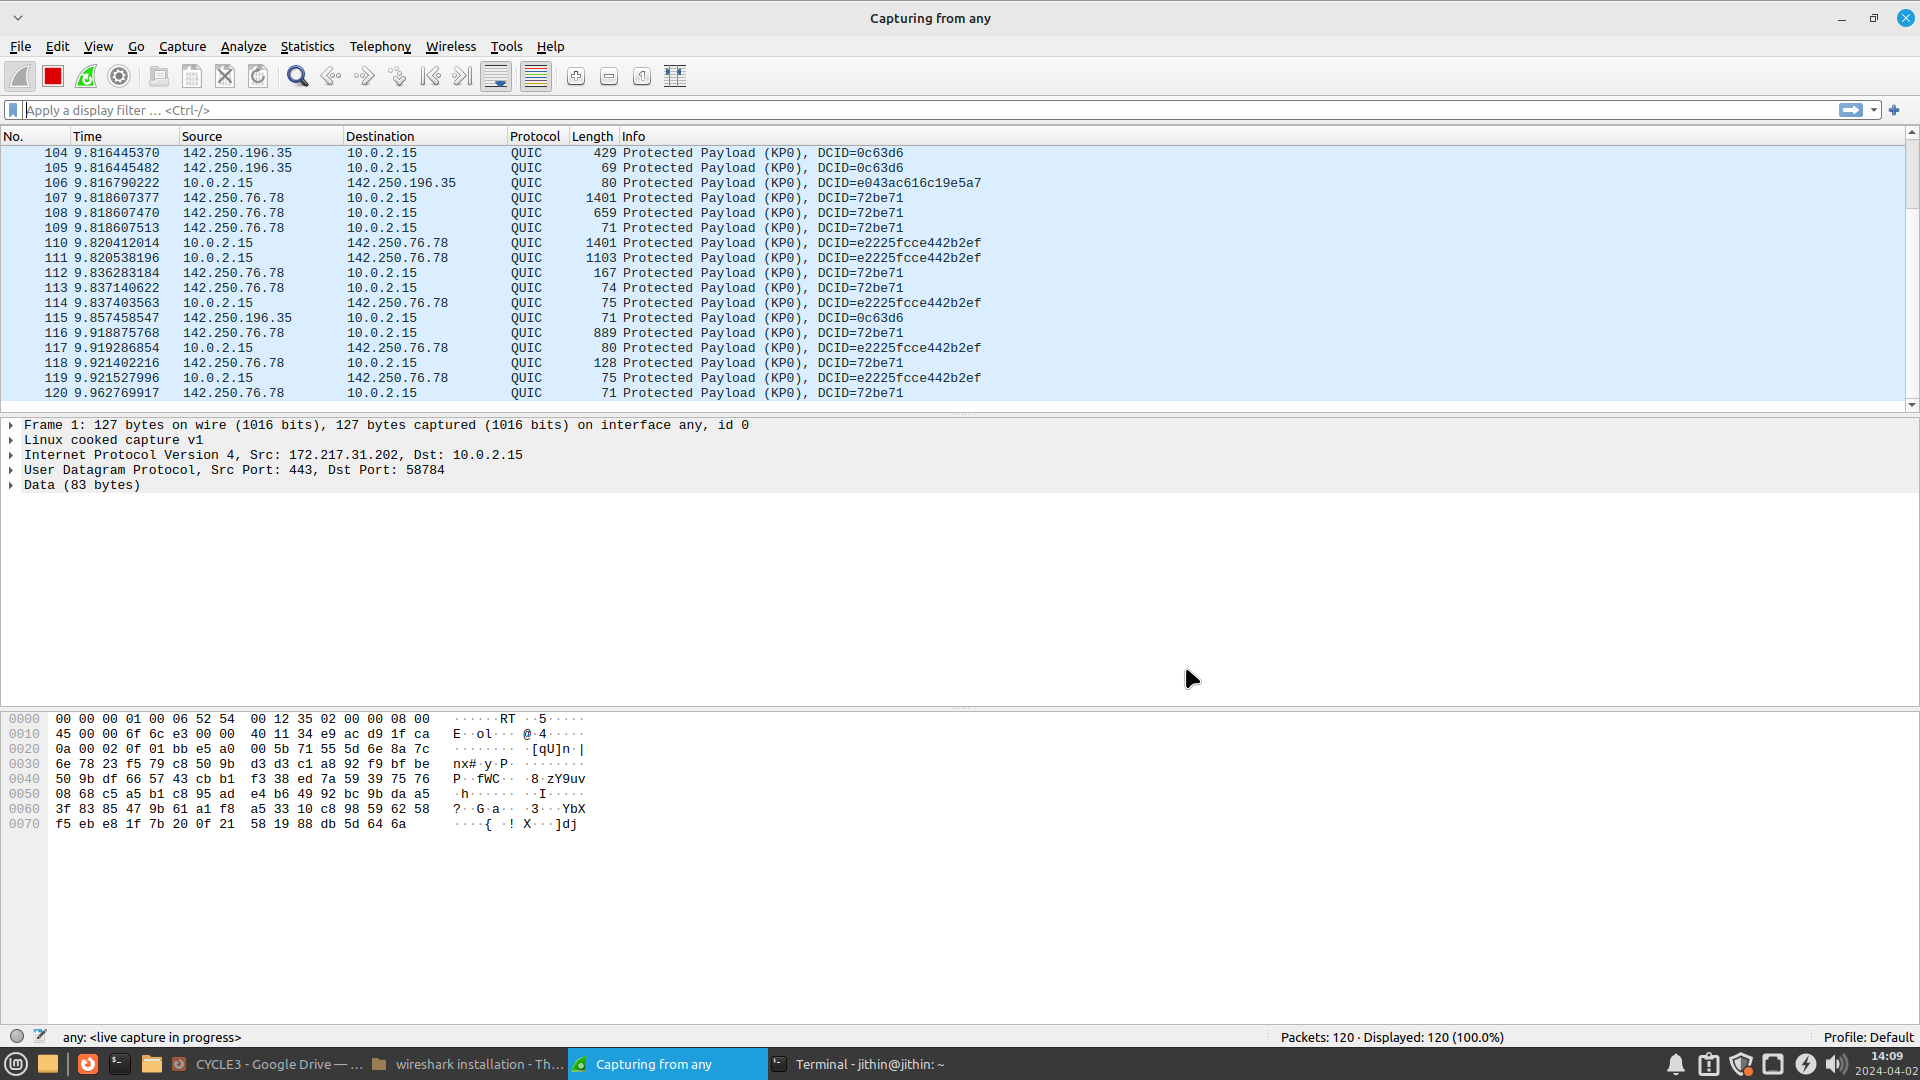 Capturing from any
File Edit View Go Capture Analyze Statistics Telephony Wireless Tools Help
Apply a display filter … <Ctrl-/>
No. Time Source Destination Protocol Length Info
104 9.816445370 142.250.196.35 10.0.2.15 QUIC 429 Protected Payload (KP0), DCID=0c63d6
105 9.816445482 142.250.196.35 10.0.2.15 QUIC 69 Protected Payload (KP0), DCID=0c63d6
106 9.816790222 10.0.2.15 142.250.196.35 QUIC 80 Protected Payload (KP0), DCID=e043ac616c19e5a7
107 9.818607377 142.250.76.78 10.0.2.15 QUIC 1401 Protected Payload (KP0), DCID=72be71
108 9.818607470 142.250.76.78 10.0.2.15 QUIC 659 Protected Payload (KP0), DCID=72be71
109 9.818607513 142.250.76.78 10.0.2.15 QUIC 71 Protected Payload (KP0), DCID=72be71
110 9.820412014 10.0.2.15 142.250.76.78 QUIC 1401 Protected Payload (KP0), DCID=e2225fcce442b2ef
111 9.820538196 10.0.2.15 142.250.76.78 QUIC 1103 Protected Payload (KP0), DCID=e2225fcce442b2ef
112 9.836283184 142.250.76.78 10.0.2.15 QUIC 167 Protected Payload (KP0), DCID=72be71
113 9.837140622 142.250.76.78 10.0.2.15 QUIC 74 Protected Payload (KP0), DCID=72be71
114 9.837403563 10.0.2.15 142.250.76.78 QUIC 75 Protected Payload (KP0), DCID=e2225fcce442b2ef
115 9.857458547 142.250.196.35 10.0.2.15 QUIC 71 Protected Payload (KP0), DCID=0c63d6
116 9.918875768 142.250.76.78 10.0.2.15 QUIC 889 Protected Payload (KP0), DCID=72be71
117 9.919286854 10.0.2.15 142.250.76.78 QUIC 80 Protected Payload (KP0), DCID=e2225fcce442b2ef
118 9.921402216 142.250.76.78 10.0.2.15 QUIC 128 Protected Payload (KP0), DCID=72be71
119 9.921527996 10.0.2.15 142.250.76.78 QUIC 75 Protected Payload (KP0), DCID=e2225fcce442b2ef
120 9.962769917 142.250.76.78 10.0.2.15 QUIC 71 Protected Payload (KP0), DCID=72be71
Frame 1: 127 bytes on wire (1016 bits), 127 bytes captured (1016 bits) on interface any, id 0
Linux cooked capture v1
Internet Protocol Version 4, Src: 172.217.31.202, Dst: 10.0.2.15
User Datagram Protocol, Src Port: 443, Dst Port: 58784
Data (83 bytes)
0000 00 00 00 01 00 06 52 54 00 12 35 02 00 00 08 00 ······RT ··5·····
0010 45 00 00 6f 6c e3 00 00 40 11 34 e9 ac d9 1f ca E··ol··· @·4·····
0020 0a 00 02 0f 01 bb e5 a0 00 5b 71 55 5d 6e 8a 7c ········ ·[qU]n·|
0030 6e 78 23 f5 79 c8 50 9b d3 d3 c1 a8 92 f9 bf be nx#·y·P· ········
0040 50 9b df 66 57 43 cb b1 f3 38 ed 7a 59 39 75 76 P··fWC·· ·8·zY9uv
0050 08 68 c5 a5 b1 c8 95 ad e4 b6 49 92 bc 9b da a5 ·h······ ··I·····
0060 3f 83 85 47 9b 61 a1 f8 a5 33 10 c8 98 59 62 58 ?··G·a·· ·3···YbX
0070 f5 eb e8 1f 7b 20 0f 21 58 19 88 db 5d 64 6a ····{ ·! X···]dj
any: <live capture in progress> Packets: 120 · Displayed: 120 (100.0%) Profile: Default
CYCLE3 - Google Drive — … wireshark installation - Th… Capturing from any Terminal - jithin@jithin: ~ 14:09
2024-04-02